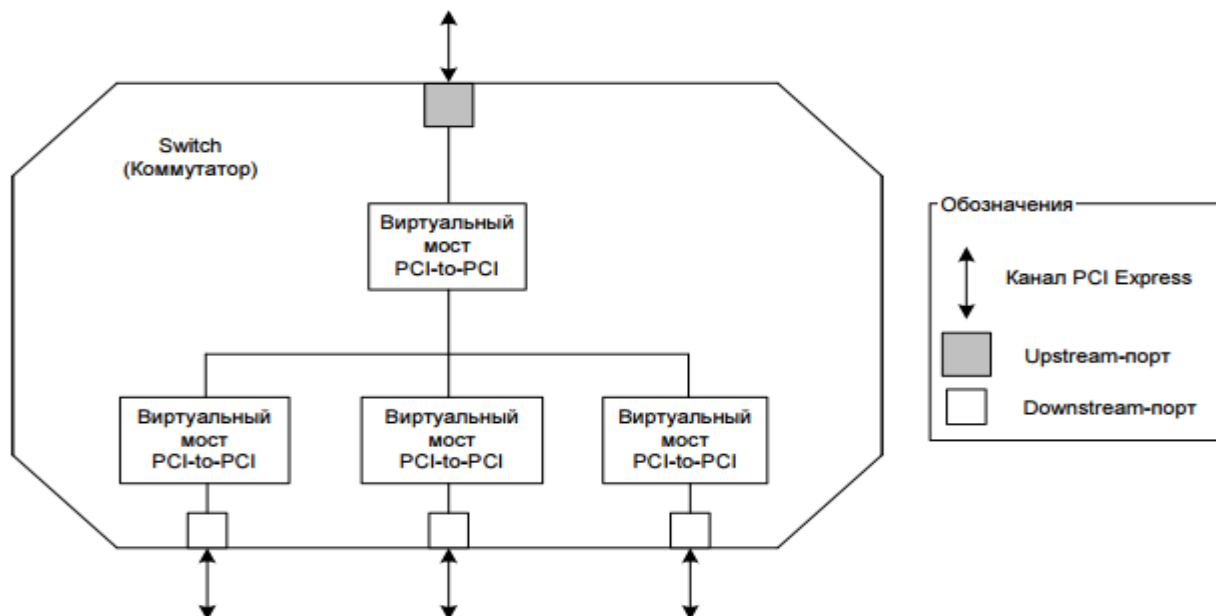 Switch
(Коммутатор)
Виртуальный
мост
PCI-to-PCI
Виртуальный
мост
PCI-to-PCI
Виртуальный
мост
PCI-to-PCI
Виртуальный
мост
PCI-to-PCI
Обозначения
Канал PCI Express
Upstream-порт
Downstream-порт